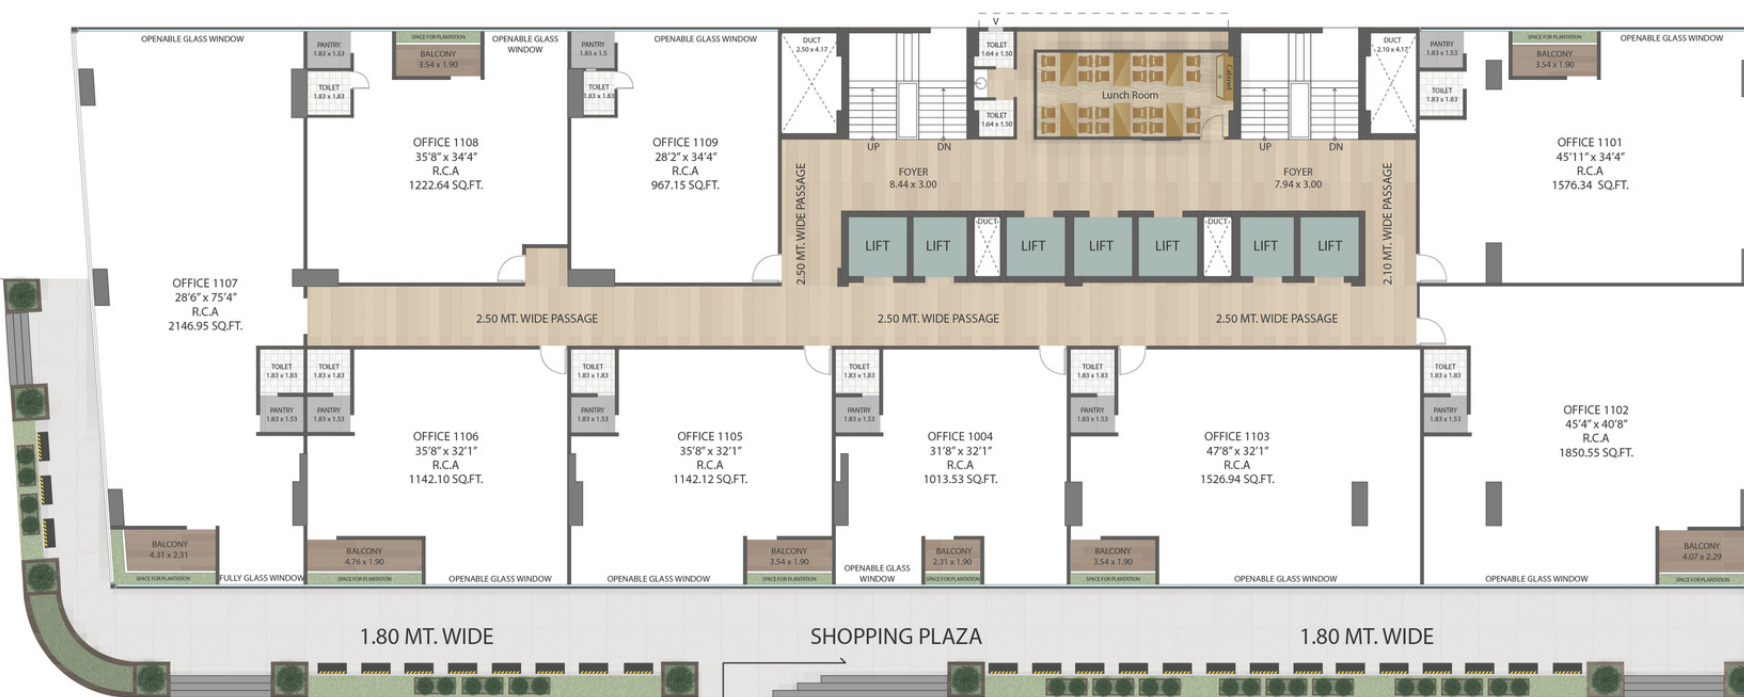 OPENABLE GLASS WINDOW
PANTRY
1.83 x 1.53
TOILET
1.83 x 1.83
SPACE FOR PLANTATION
BALCONY
3.54 x 1.90
OPENABLE GLASS
WINDOW
OFFICE 1108
35'8" x 34'4"
R.C.A
1222.64 SQ.FT.
PANTRY
1.83 x 1.5
TOILET
1.83 x 1.83
OPENABLE GLASS WINDOW
OFFICE 1109
28'2" x 34'4"
R.C.A
967.15 SQ.FT.
DUCT
2.50 x 4.17
UP
DN
V
TOILET
1.64 x 1.50
TOILET
1.64 x 1.50
Lunch Room
Cabinet
UP
DN
DUCT
2.10 x 4.17
PANTRY
1.83 x 1.53
TOILET
1.83 x 1.83
SPACE FOR PLANTATION
BALCONY
3.54 x 1.90
OPENABLE GLASS WINDOW
OFFICE 1101
45'11" x 34'4"
R.C.A
1576.34 SQ.FT.
2.50 MT. WIDE PASSAGE
FOYER
8.44 x 3.00
FOYER
7.94 x 3.00
2.10 MT. WIDE PASSAGE
LIFT
LIFT
DUCT
LIFT
LIFT
LIFT
DUCT
LIFT
LIFT
OFFICE 1107
28'6" x 75'4"
R.C.A
2146.95 SQ.FT.
2.50 MT. WIDE PASSAGE
2.50 MT. WIDE PASSAGE
2.50 MT. WIDE PASSAGE
TOILET
1.83 x 1.83
PANTRY
1.83 x 1.53
TOILET
1.83 x 1.83
PANTRY
1.83 x 1.53
OFFICE 1106
35'8" x 32'1"
R.C.A
1142.10 SQ.FT.
TOILET
1.83 x 1.83
PANTRY
1.83 x 1.53
OFFICE 1105
35'8" x 32'1"
R.C.A
1142.12 SQ.FT.
TOILET
1.83 x 1.83
PANTRY
1.83 x 1.53
OFFICE 1004
31'8" x 32'1"
R.C.A
1013.53 SQ.FT.
TOILET
1.83 x 1.83
PANTRY
1.83 x 1.53
OFFICE 1103
47'8" x 32'1"
R.C.A
1526.94 SQ.FT.
TOILET
1.83 x 1.83
PANTRY
1.83 x 1.53
OFFICE 1102
45'4" x 40'8"
R.C.A
1850.55 SQ.FT.
BALCONY
4.31 x 2.31
SPACE FOR PLANTATION
FULLY GLASS WINDOW
BALCONY
4.76 x 1.90
SPACE FOR PLANTATION
OPENABLE GLASS WINDOW
OPENABLE GLASS WINDOW
BALCONY
3.54 x 1.90
SPACE FOR PLANTATION
OPENABLE GLASS
WINDOW
BALCONY
2.31 x 1.90
SPACE FOR PLANTATION
BALCONY
3.54 x 1.90
SPACE FOR PLANTATION
OPENABLE GLASS WINDOW
OPENABLE GLASS WINDOW
BALCONY
4.07 x 2.29
SPACE FOR PLANTATION
1.80 MT. WIDE
SHOPPING PLAZA
1.80 MT. WIDE